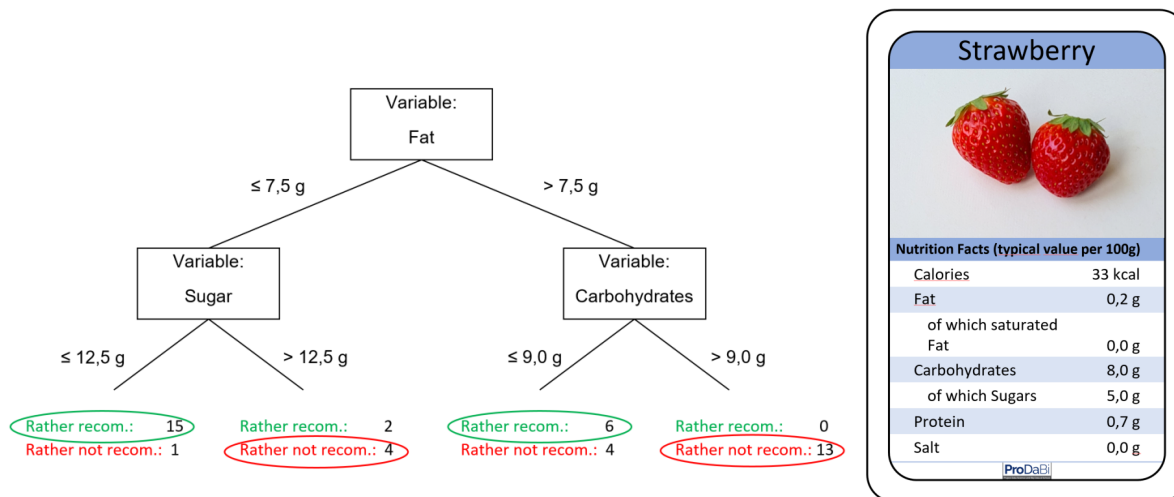 Variable:
Fat
≤ 7,5 g
> 7,5 g
Variable:
Sugar
Variable:
Carbohydrates
≤ 12,5 g
> 12,5 g
≤ 9,0 g
> 9,0 g
Rather recom.: 15
Rather not recom.: 1
Rather recom.: 2
Rather not recom.: 4
Rather recom.: 6
Rather not recom.: 4
Rather recom.: 0
Rather not recom.: 13
Strawberry
Nutrition Facts (typical value per 100g)
Calories 33 kcal
Fat 0,2 g
of which saturated
Fat 0,0 g
Carbohydrates 8,0 g
of which Sugars 5,0 g
Protein 0,7 g
Salt 0,0 g
ProDaBi